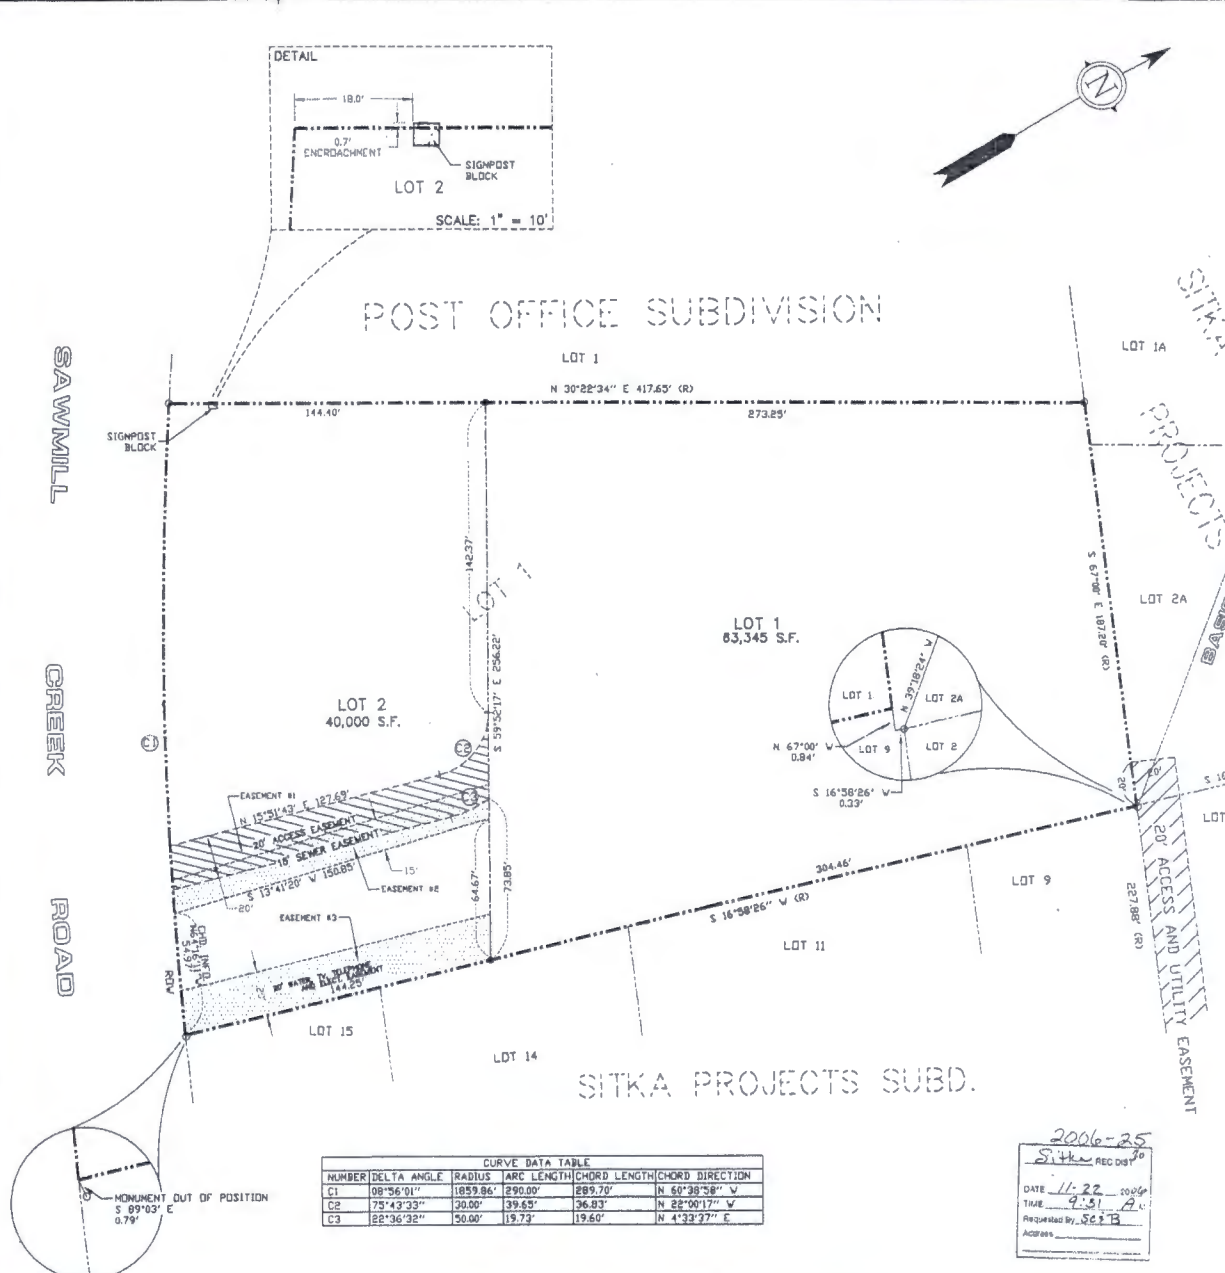 DETAIL
18.0'
0.7'
ENCROACHMENT
SIGNPOST
BLOCK
LOT 2
SCALE: 1" = 10'
N
POST OFFICE SUBDIVISION
LOT 1
N 30°22'34" E 417.65' (R)
144.40'
273.25'
SIGNPOST
BLOCK
SAWMILL
CREEK
ROAD
LOT 1A
SITKA
PROJECTS
LOT 2A
S 67°00' E 187.20' (R)
142.37'
LOT 1
S 59°52'17" E 256.22'
LOT 1
63,345 S.F.
LOT 2
40,000 S.F.
C1
C2
C3
LOT 1
N 39°18'24" W
LOT 2A
LOT 9
LOT 2
N 67°00' W
0.84'
S 16°58'26" W
0.33'
EASEMENT #1
N 15°51'43" E 127.69'
20' ACCESS EASEMENT
15' SEWER EASEMENT
S 13°41'20" W 150.85'
15'
EASEMENT #2
20'
EASEMENT #3
64.67'
73.85'
20' WATER, TV, TELEPHONE
AND ELECT. EASEMENT
144.25'
ROW
304.46'
S 16°58'26" W (R)
20'
20'
20' ACCESS AND UTILITY EASEMENT
227.88' (R)
LOT 9
LOT 11
LOT 15
LOT 14
SITKA PROJECTS SUBD.
MONUMENT OUT OF POSITION
S 89°03' E
0.79'
CURVE DATA TABLE
NUMBER DELTA ANGLE RADIUS ARC LENGTH CHORD LENGTH CHORD DIRECTION
C1 08°56'01" 1859.86' 290.00' 289.70' N 60°38'58" W
C2 75°43'33" 30.00' 39.65' 36.83' N 22°00'17" W
C3 22°36'32" 50.00' 19.73' 19.60' N 4°33'37" E
2006-25
Sitka REC DIST
DATE 11-22 2006
TIME 9:51 A
Requested By
Address